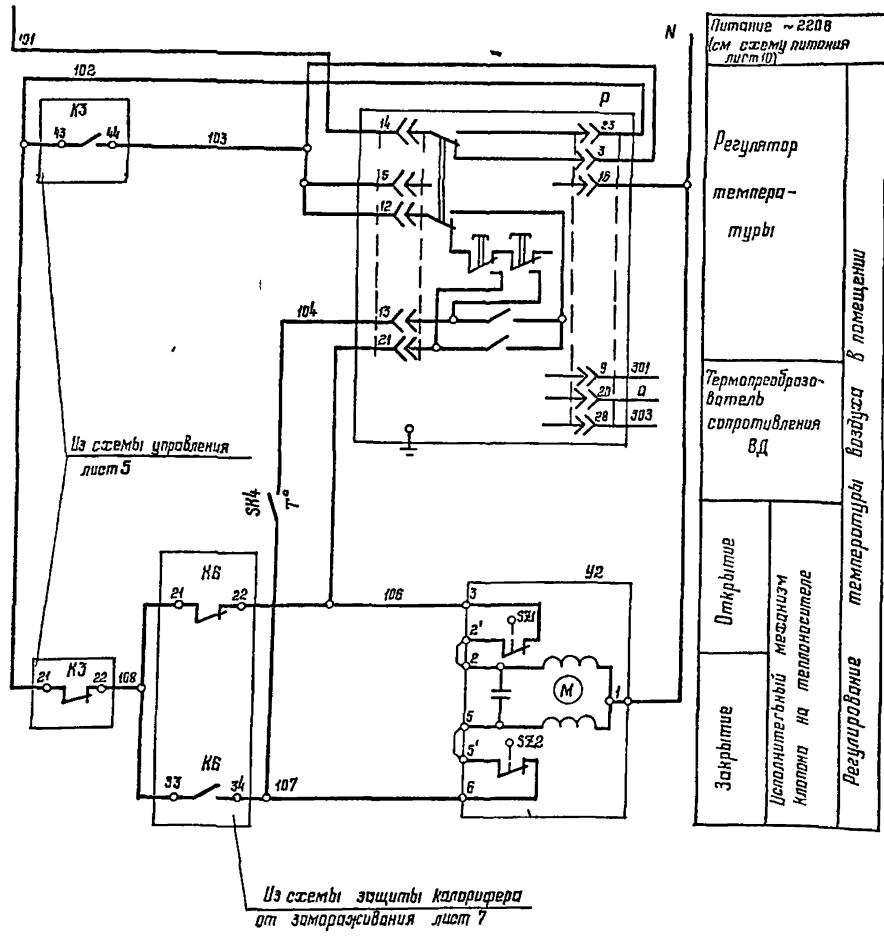 101
N
Питание ~220В
(см схему питания
лист 10)
102
К3
43
44
103
Р
14
23
3
5
16
12
Регулятор
темпера-
туры
104
13
21
9
301
20
а
28
303
Термопреобразо-
ватель
сопротивления
ВД
Из схемы управления
лист 5
SK4
T°
К6
21
22
106
У2
3
SZ1
2'
2
М
1
5
5'
SZ2
6
К3
21
22
108
К6
33
34
107
Открытие
Закрытие
Исполнительный механизм
клапана на теплоносителе
Регулирование температуры воздуха в помещении
Из схемы защиты калорифера
от замораживания лист 7